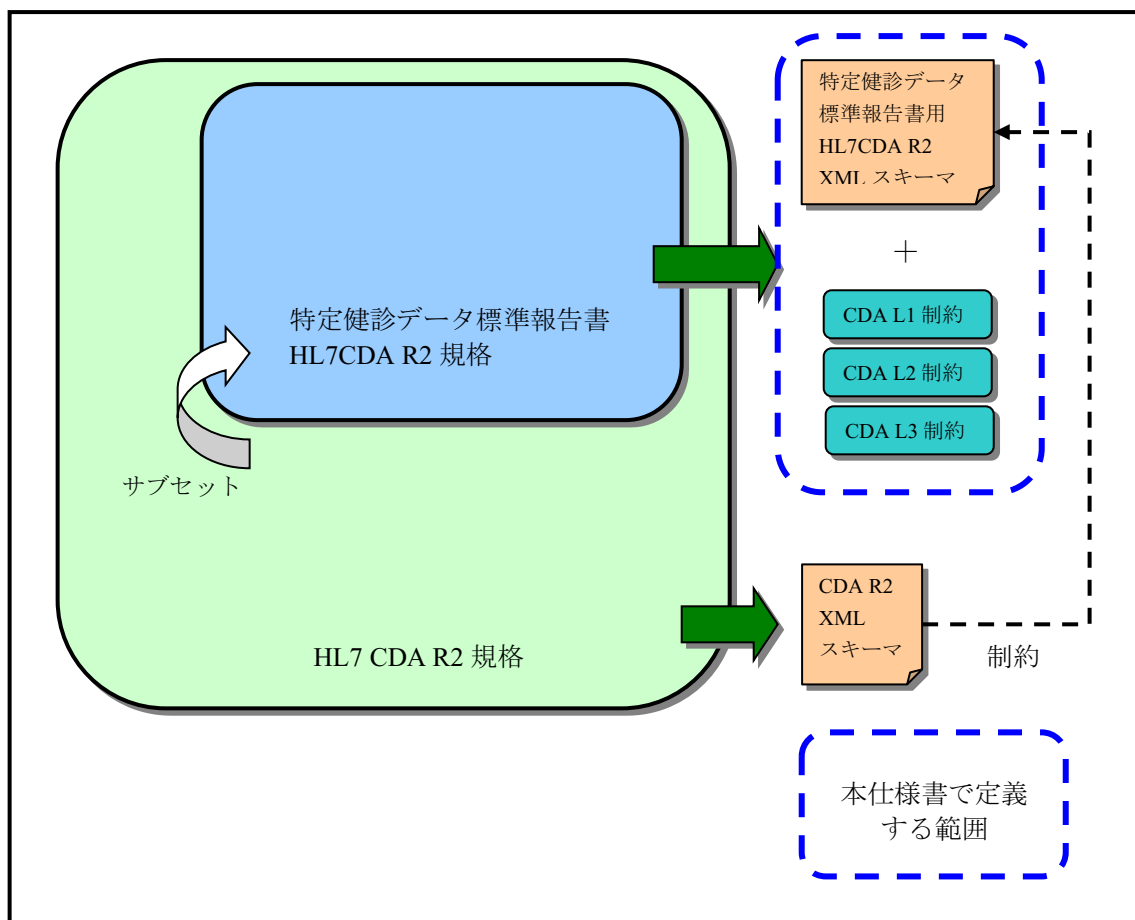 特定健診データ標準報告書
HL7CDA R2 規格
サブセット
HL7 CDA R2 規格
特定健診データ
標準報告書用
HL7CDA R2
XML スキーマ
＋
CDA L1 制約
CDA L2 制約
CDA L3 制約
CDA R2
XML
スキーマ
制約
本仕様書で定義
する範囲